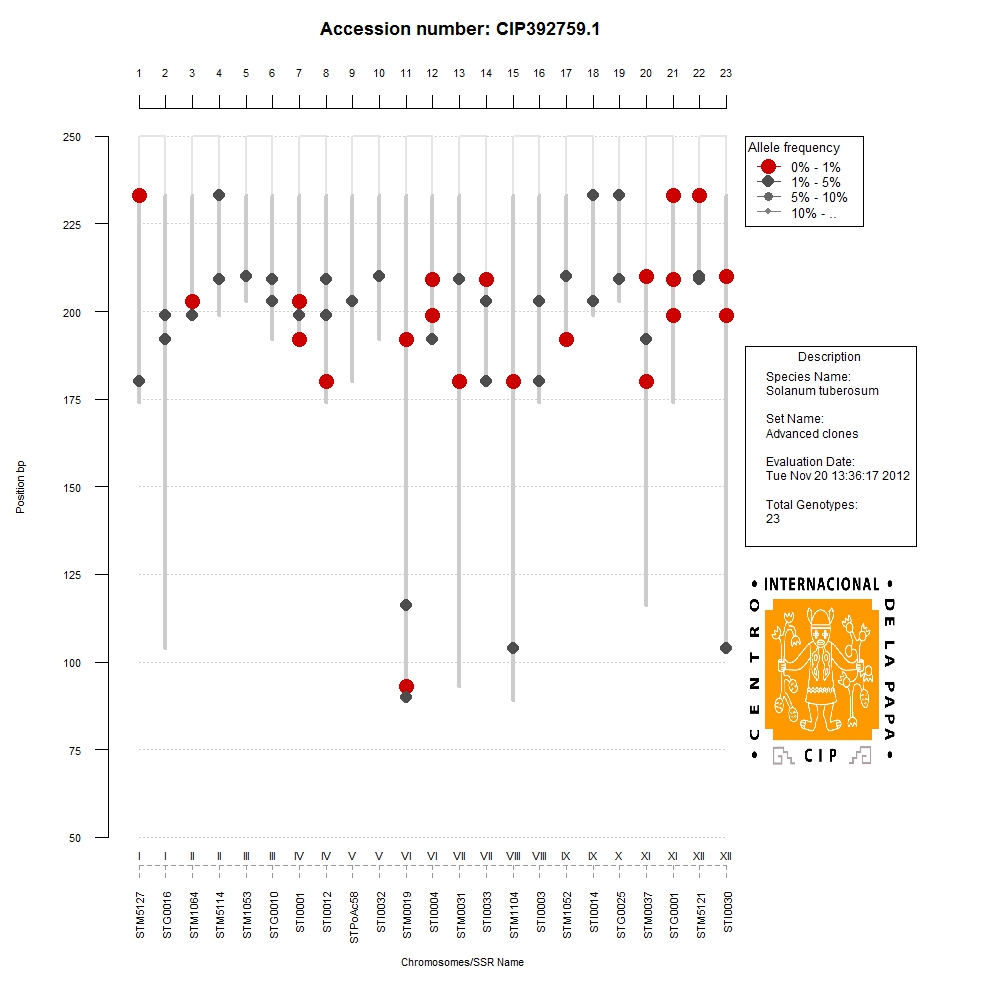 Accession number: CIP392759.1
1 2 3 4 5 6 7 8 9 10 11 12 13 14 15 16 17 18 19 20 21 22 23
250
225
200
175
150
125
100
75
50
Position bp
I I II II III III IV IV V V VI VI VII VII VIII VIII IX IX X XI XI XII XII
STM5127 STG0016 STM1064 STM5114 STM1053 STG0010 STI0001 STI0012 STPoAc58 STI0032 STM0019 STI0004 STM0031 STI0033 STM1104 STI0003 STM1052 STI0014 STG0025 STM0037 STG0001 STM5121 STI0030
Chromosomes/SSR Name
Allele frequency
0% - 1%
1% - 5%
5% - 10%
10% - ..
Description
Species Name:
Solanum tuberosum
Set Name:
Advanced clones
Evaluation Date:
Tue Nov 20 13:36:17 2012
Total Genotypes:
23
• INTERNACIONAL •
CENTRO
DE LA PAPA
• CIP •